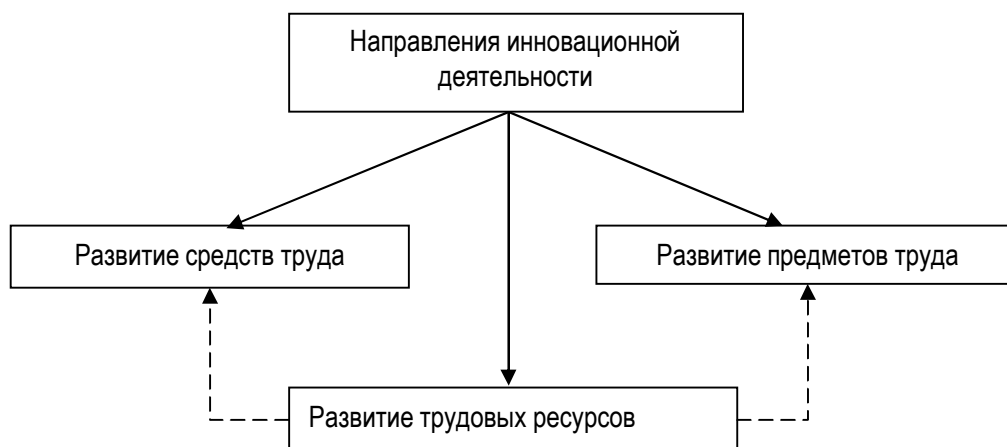 Направления инновационной
деятельности
Развитие средств труда
Развитие предметов труда
Развитие трудовых ресурсов